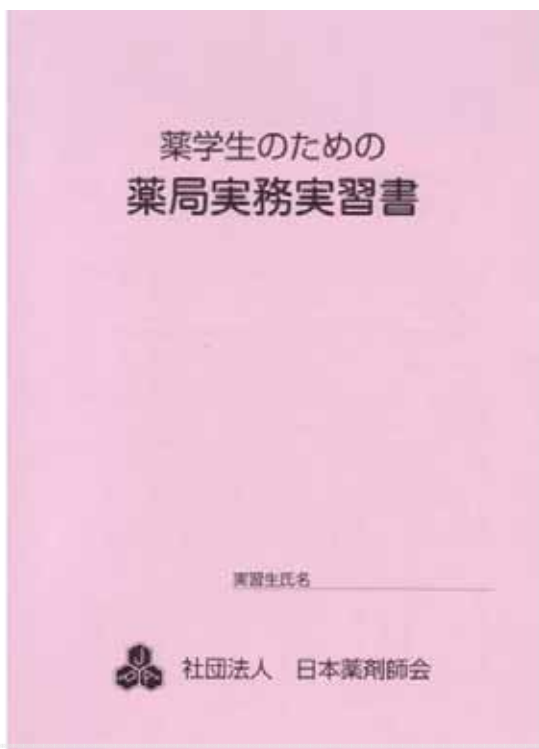 薬学生のための
薬局実務実習書
実習生氏名
社団法人 日本薬剤師会